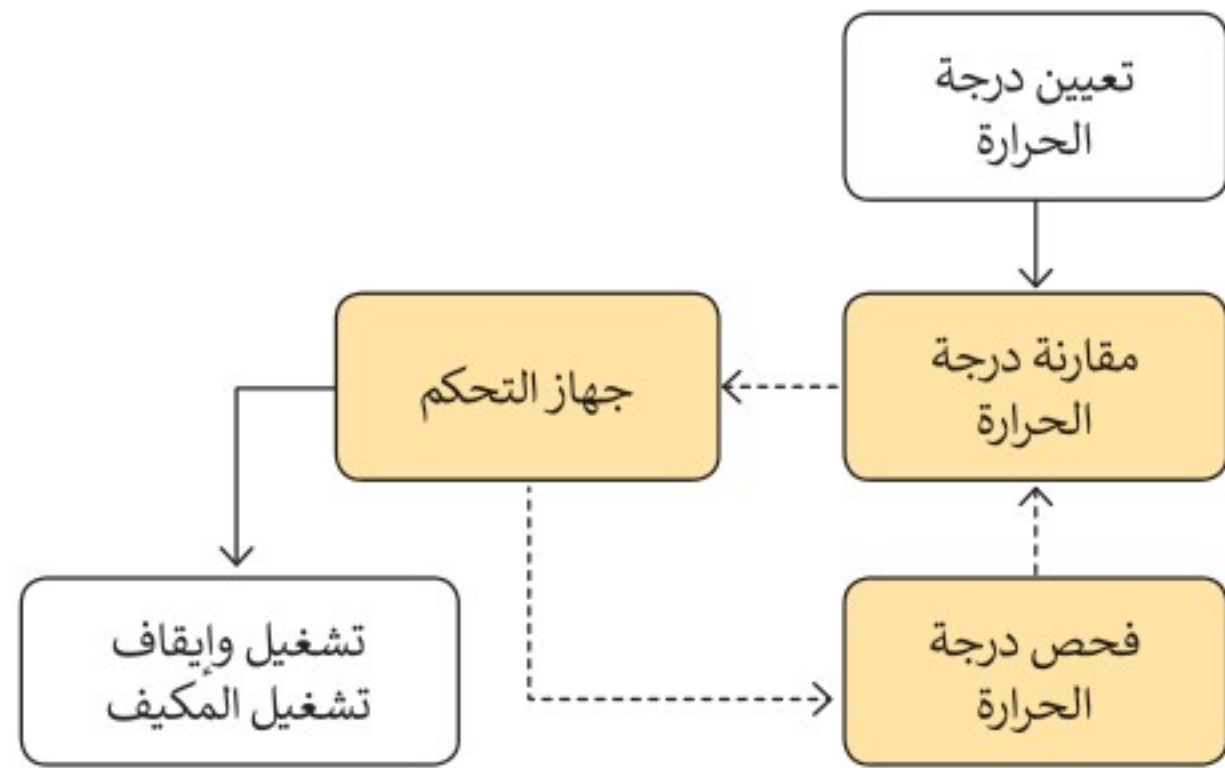 تعيين درجة
الحرارة
مقارنة درجة
الحرارة
جهاز التحكم
فحص درجة
الحرارة
تشغيل وإيقاف
تشغيل المكيف